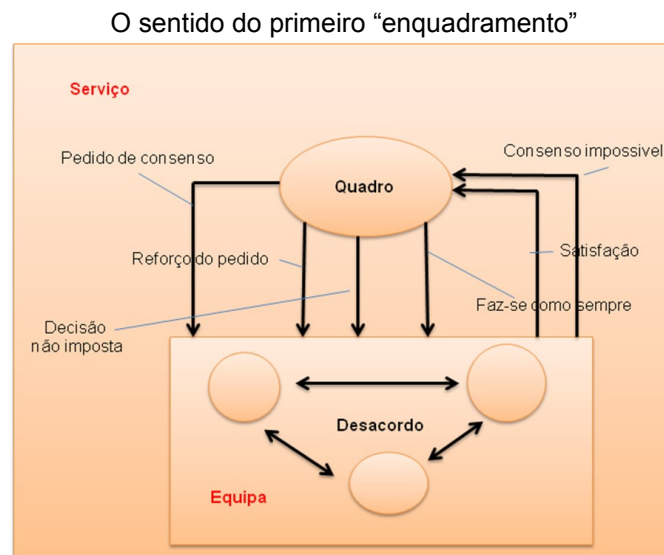 O sentido do primeiro “enquadramento”
Serviço
Pedido de consenso
Consenso impossivel
Quadro
Reforço do pedido
Satisfação
Faz-se como sempre
Decisão
não imposta
Desacordo
Equipa